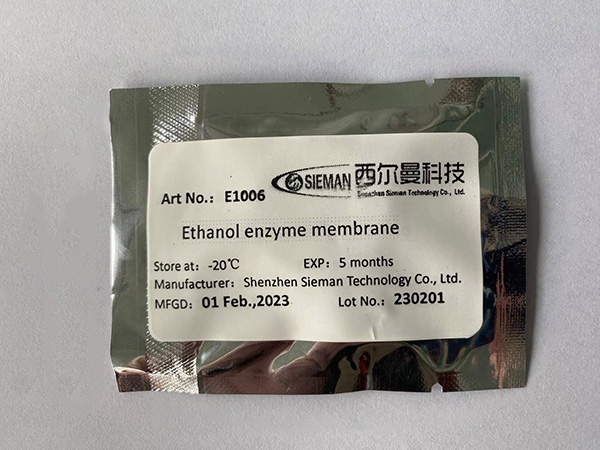 SIEMAN 西尔曼科技
Shenzhen Sieman Technology Co., Ltd.
Art No.: E1006
Ethanol enzyme membrane
Store at: -20℃ EXP: 5 months
Manufacturer: Shenzhen Sieman Technology Co., Ltd.
MFGD: 01 Feb.,2023 Lot No.: 230201